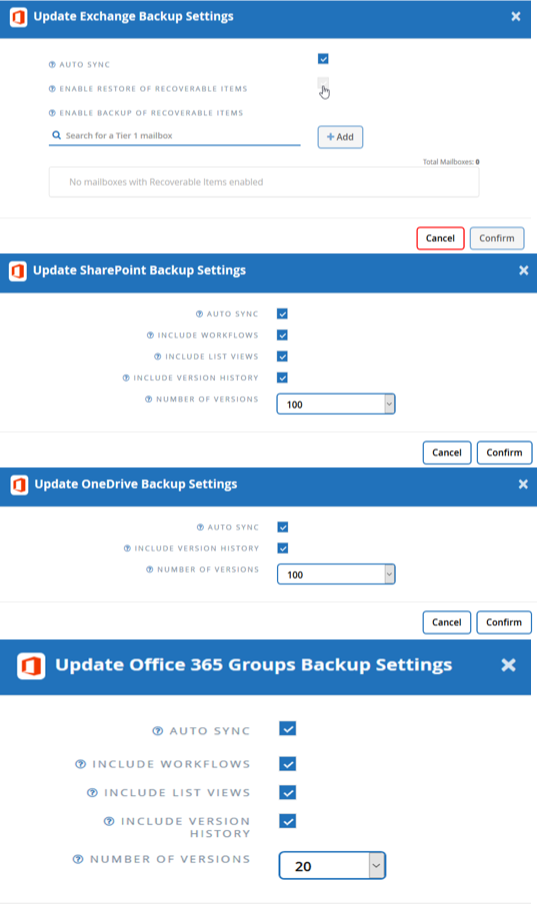 Update Exchange Backup Settings
AUTO SYNC
ENABLE RESTORE OF RECOVERABLE ITEMS
ENABLE BACKUP OF RECOVERABLE ITEMS
Search for a Tier 1 mailbox
+ Add
Total Mailboxes: 0
No mailboxes with Recoverable Items enabled
Cancel Confirm
Update SharePoint Backup Settings
AUTO SYNC
INCLUDE WORKFLOWS
INCLUDE LIST VIEWS
INCLUDE VERSION HISTORY
NUMBER OF VERSIONS 100
Cancel Confirm
Update OneDrive Backup Settings
AUTO SYNC
INCLUDE VERSION HISTORY
NUMBER OF VERSIONS 100
Cancel Confirm
Update Office 365 Groups Backup Settings
AUTO SYNC
INCLUDE WORKFLOWS
INCLUDE LIST VIEWS
INCLUDE VERSION
HISTORY
NUMBER OF VERSIONS 20